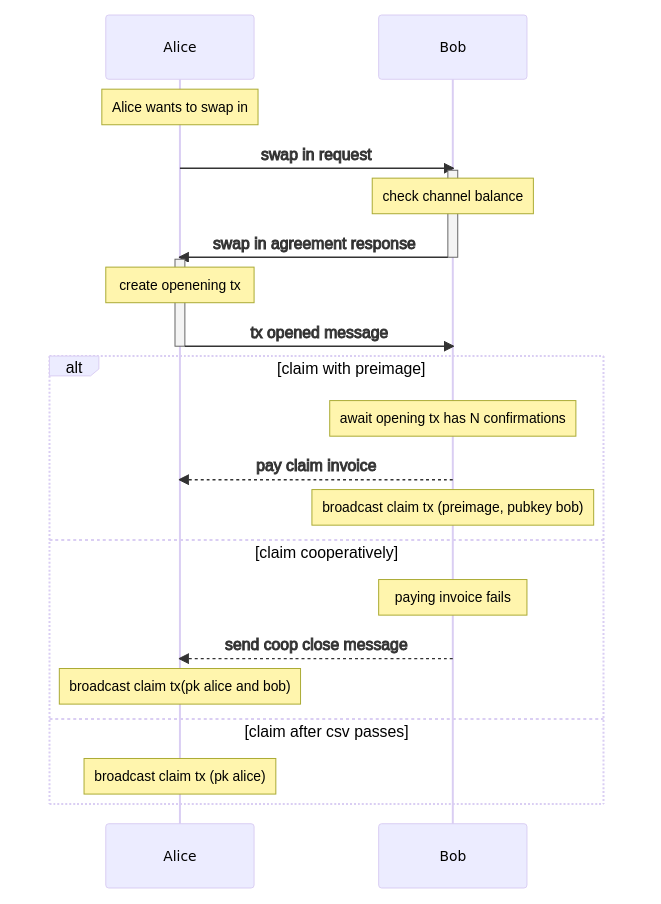 Alice
Bob
Alice wants to swap in
swap in request
check channel balance
swap in agreement response
create openening tx
tx opened message
alt
[claim with preimage]
await opening tx has N confirmations
pay claim invoice
broadcast claim tx (preimage, pubkey bob)
[claim cooperatively]
paying invoice fails
send coop close message
broadcast claim tx(pk alice and bob)
[claim after csv passes]
broadcast claim tx (pk alice)
Alice
Bob